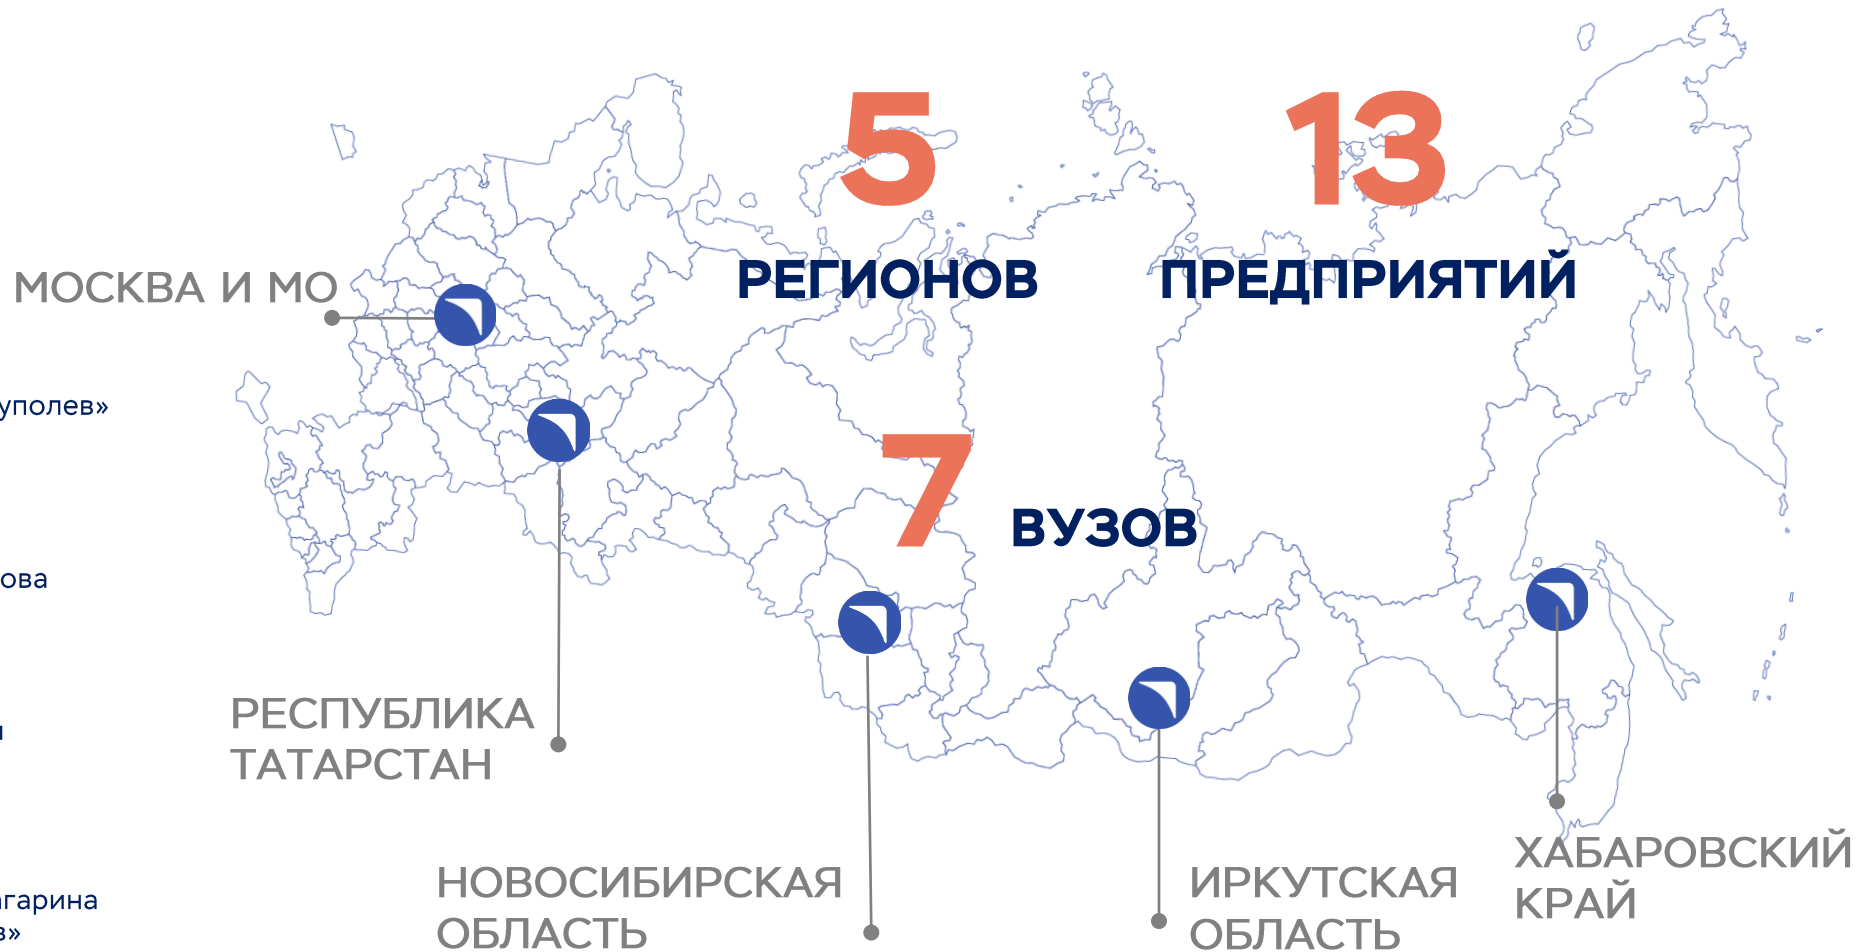 5
РЕГИОНОВ
13
ПРЕДПРИЯТИЙ
7 ВУЗОВ
МОСКВА И МО
уполев»
ова
РЕСПУБЛИКА
ТАТАРСТАН
НОВОСИБИРСКАЯ
ОБЛАСТЬ
ИРКУТСКАЯ
ОБЛАСТЬ
ХАБАРОВСКИЙ
КРАЙ
агарина
в»